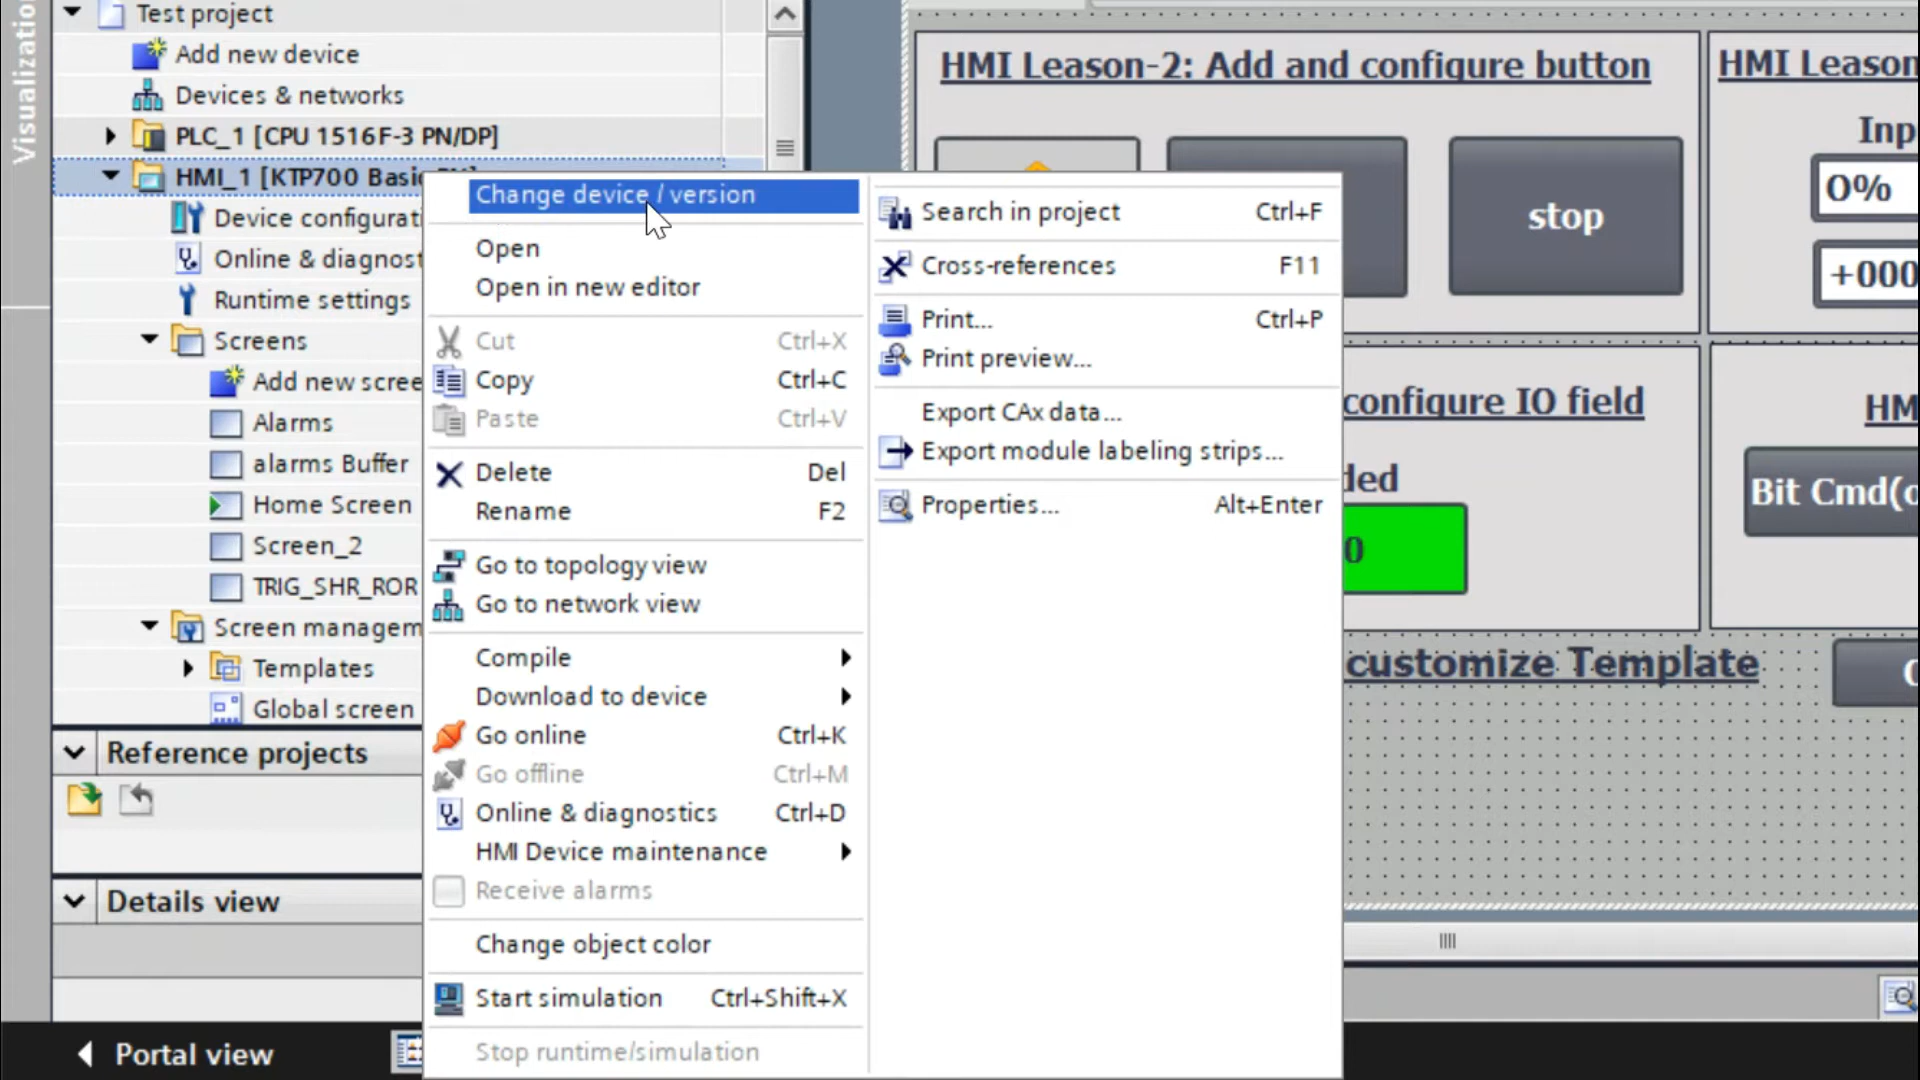 Visualizatio
Test project
Add new device
Devices & networks
PLC_1 [CPU 1516F-3 PN/DP]
HMI_1 [KTP700 Basic
Device configurati
Online & diagnost
Runtime settings
Screens
Add new scree
Alarms
alarms Buffer
Home Screen
Screen_2
TRIG_SHR_ROR
Screen managem
Templates
Global screen
Reference projects
Details view
Portal view
Change device / version
Open
Open in new editor
Cut Ctrl+X
Copy Ctrl+C
Paste Ctrl+V
Delete Del
Rename F2
Go to topology view
Go to network view
Compile
Download to device
Go online Ctrl+K
Go offline Ctrl+M
Online & diagnostics Ctrl+D
HMI Device maintenance
Receive alarms
Change object color
Start simulation Ctrl+Shift+X
Stop runtime/simulation
Search in project Ctrl+F
Cross-references F11
Print... Ctrl+P
Print preview...
Export CAx data...
Export module labeling strips...
Properties... Alt+Enter
HMI Leason-2: Add and configure button
stop
HMI Leason
Inp
0%
+000
configure IO field
ded
0
HM
Bit Cmd(o
customize Template